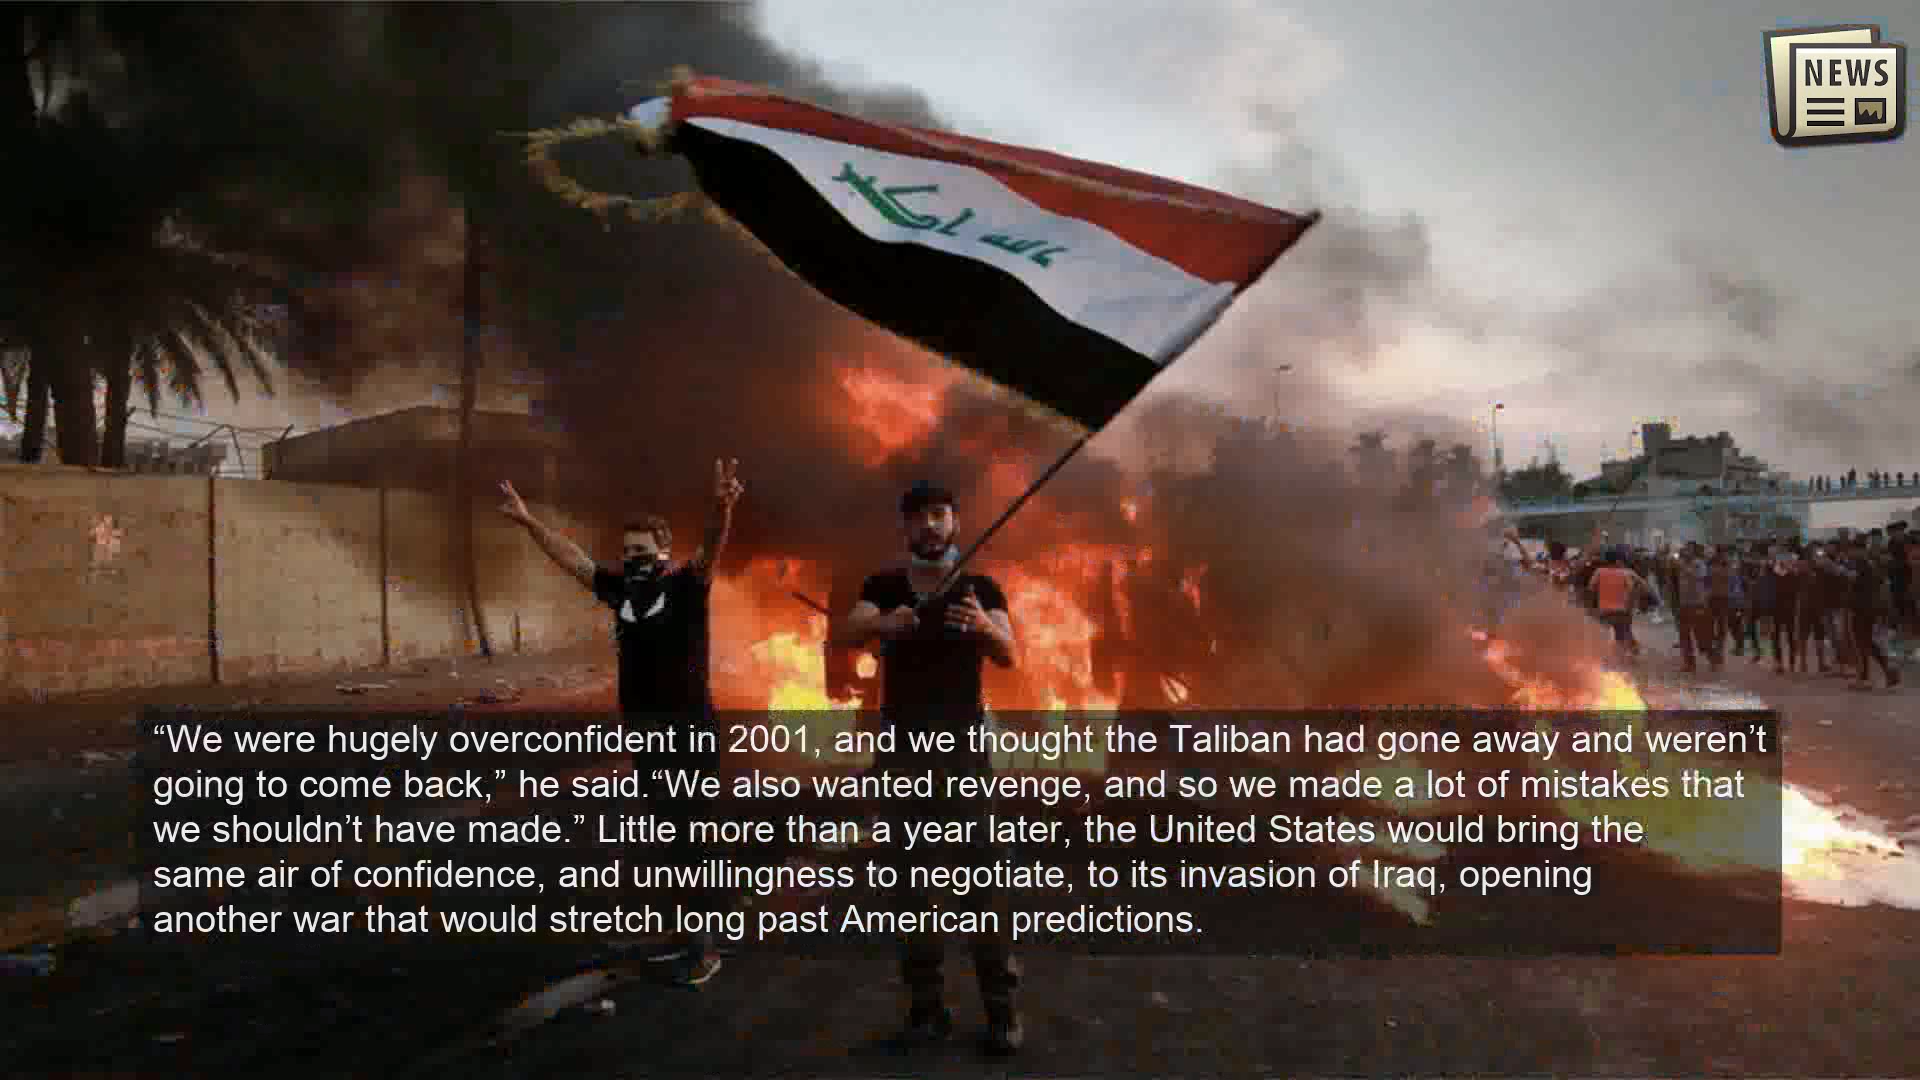 NEWS
الله اكبر
“We were hugely overconfident in 2001, and we thought the Taliban had gone away and weren’t
going to come back,” he said.“We also wanted revenge, and so we made a lot of mistakes that
we shouldn’t have made.” Little more than a year later, the United States would bring the
same air of confidence, and unwillingness to negotiate, to its invasion of Iraq, opening
another war that would stretch long past American predictions.